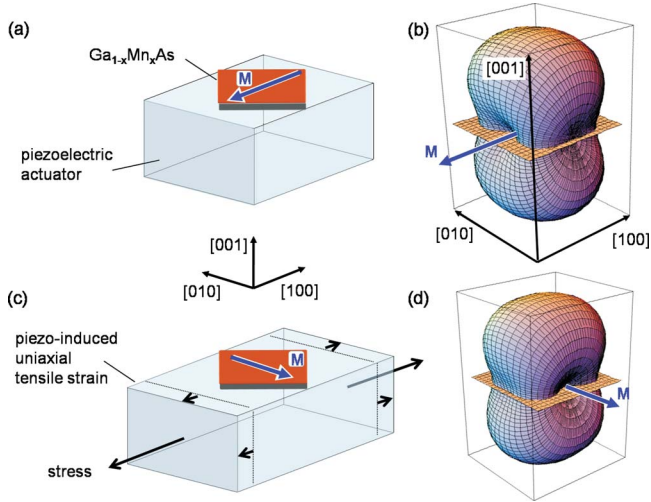 (a)
Ga₁₋ₓMnₓAs
M
piezoelectric
actuator
(b)
[001]
M
[010]
[100]
[001]
[010]
[100]
(c)
piezo-induced
uniaxial
tensile strain
M
stress
(d)
M